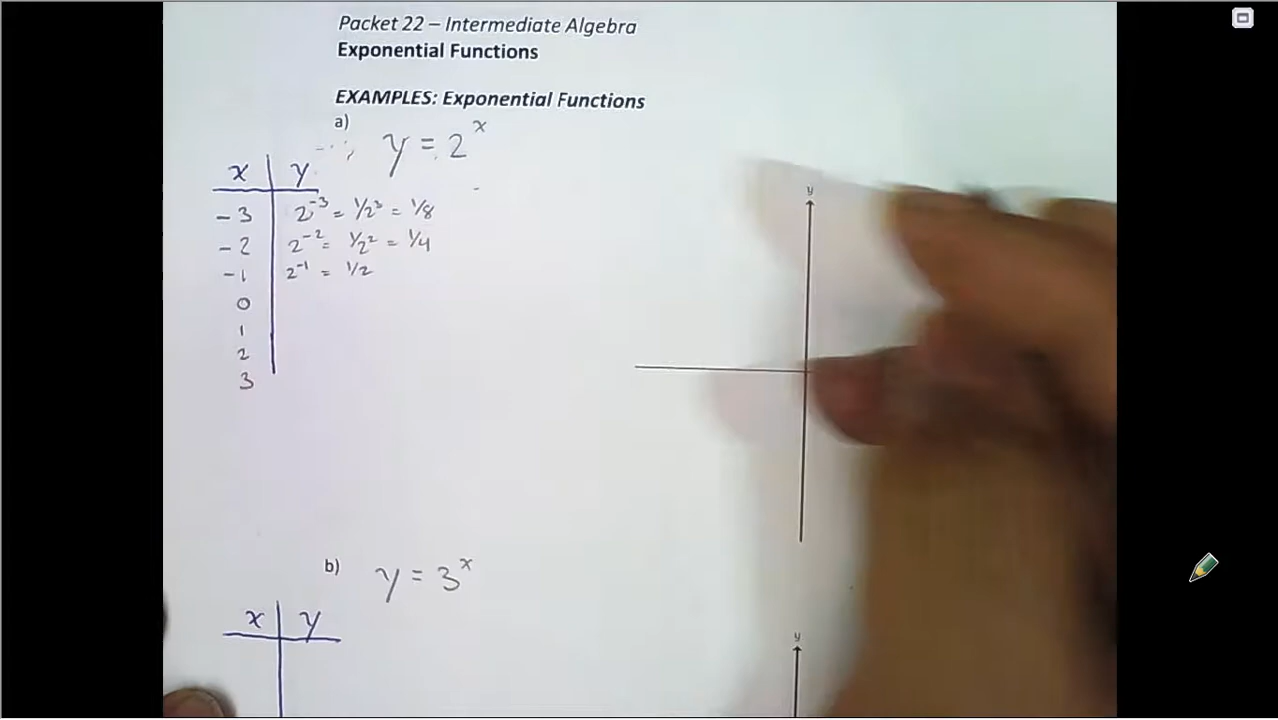 Packet 22 – Intermediate Algebra
Exponential Functions
EXAMPLES: Exponential Functions
a) y = 2^x
x y
-3 2^-3 = 1/2^3 = 1/8
-2 2^-2 = 1/2^2 = 1/4
-1 2^-1 = 1/2
0
1
2
3
y
b) y = 3^x
x y
y